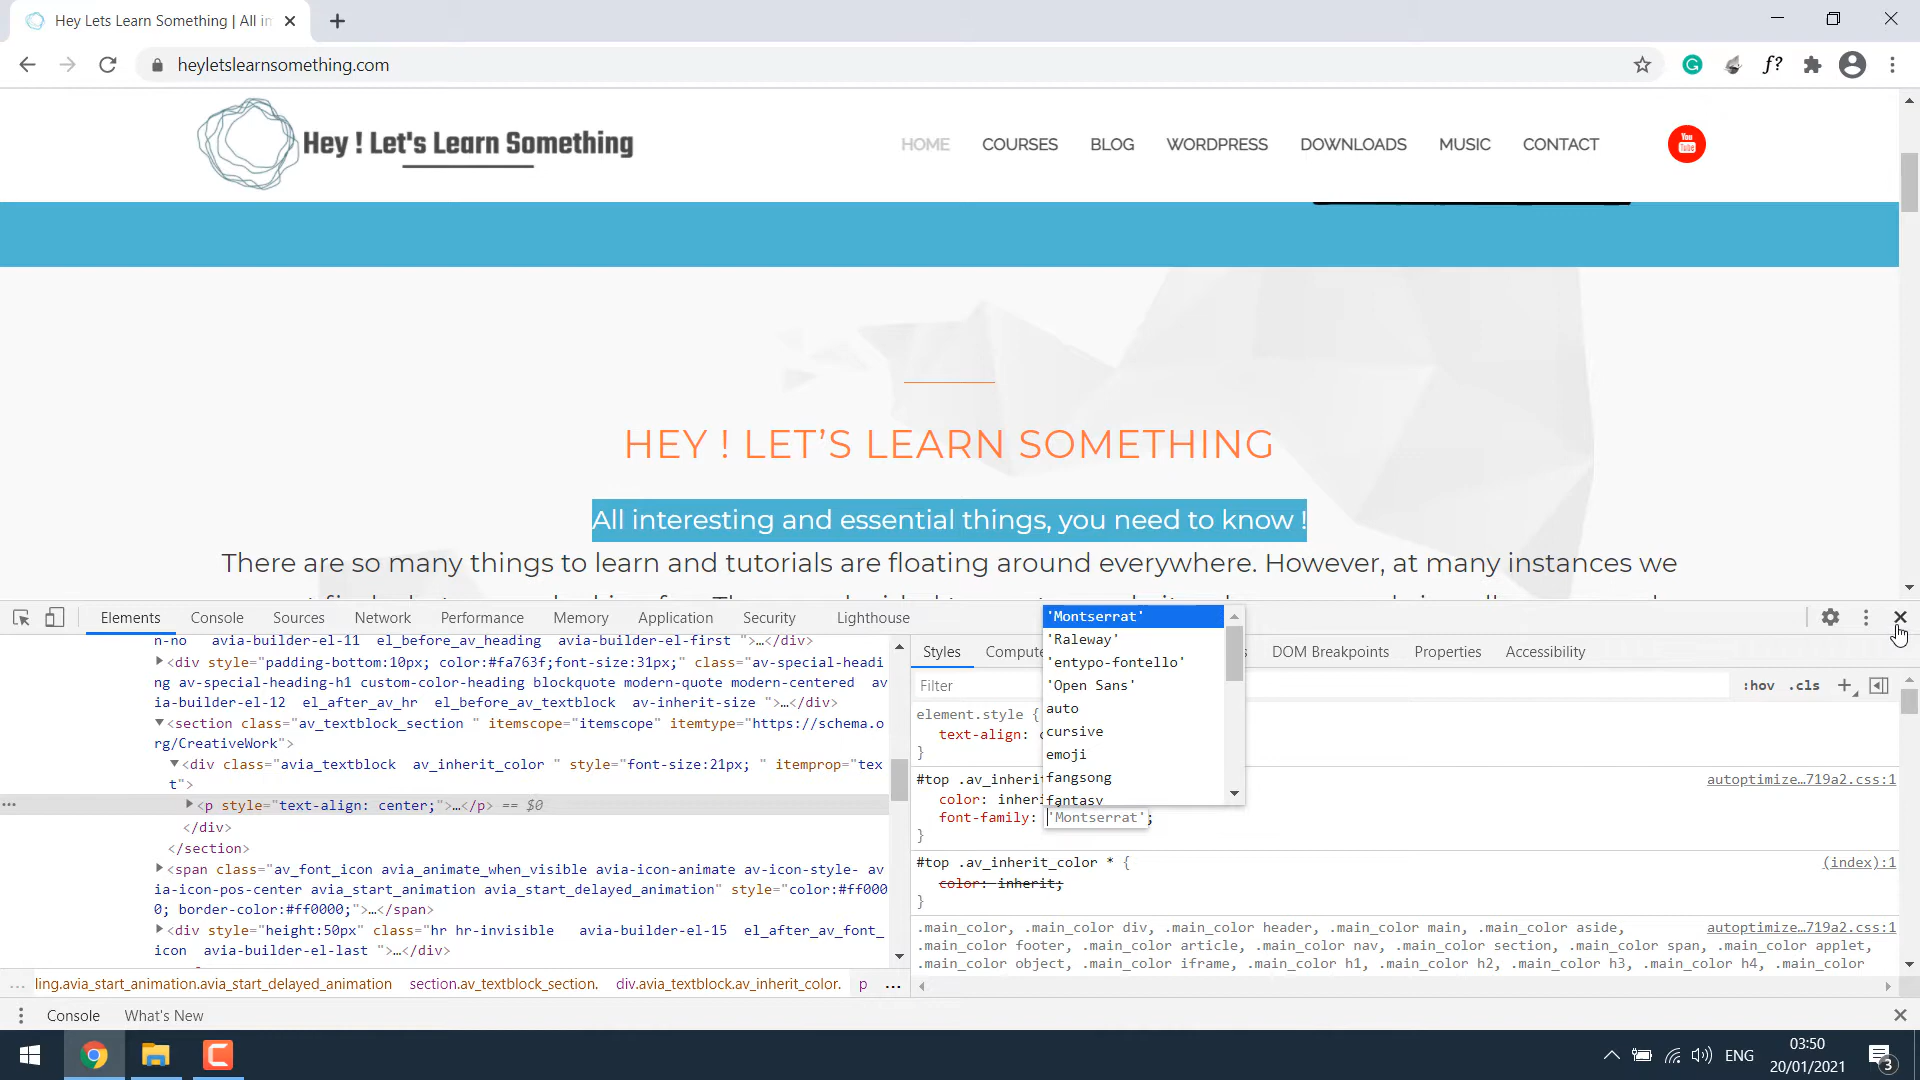 Hey Lets Learn Something | All in
heyletslearnsomething.com
f?
Hey ! Let's Learn Something
HOME
COURSES
BLOG
WORDPRESS
DOWNLOADS
MUSIC
CONTACT
You
Tube
HEY ! LET’S LEARN SOMETHING
All interesting and essential things, you need to know !
There are so many things to learn and tutorials are floating around everywhere. However, at many instances we
Elements
Console
Sources
Network
Performance
Memory
Application
Security
Lighthouse
n-no avia-builder-el-11 el_before_av_heading avia-builder-el-first ">…</div>
<div style="padding-bottom:10px; color:#fa763f;font-size:31px;" class="av-special-headi
ng av-special-heading-h1 custom-color-heading blockquote modern-quote modern-centered av
ia-builder-el-12 el_after_av_hr el_before_av_textblock av-inherit-size ">…</div>
<section class="av_textblock_section " itemscope="itemscope" itemtype="https://schema.o
rg/CreativeWork">
<div class="avia_textblock av_inherit_color " style="font-size:21px; " itemprop="tex
t">
<p style="text-align: center;">…</p> == $0
</div>
</section>
<span class="av_font_icon avia_animate_when_visible avia-icon-animate av-icon-style- av
ia-icon-pos-center avia_start_animation avia_start_delayed_animation" style="color:#ff000
0; border-color:#ff0000;">…</span>
<div style="height:50px" class="hr hr-invisible avia-builder-el-15 el_after_av_font_
icon avia-builder-el-last ">…</div>
... ling.avia_start_animation.avia_start_delayed_animation section.av_textblock_section. div.avia_textblock.av_inherit_color. p ...
Styles
Compute
DOM Breakpoints
Properties
Accessibility
Filter
:hov .cls +
element.style {
text-align: c
}
#top .av_inherit
autoptimize…719a2.css:1
color: inheri
font-family: 'Montserrat';
}
'Montserrat'
'Raleway'
'entypo-fontello'
'Open Sans'
auto
cursive
emoji
fangsong
fantasy
#top .av_inherit_color * {
(index):1
color: inherit;
}
.main_color, .main_color div, .main_color header, .main_color main, .main_color aside,
autoptimize…719a2.css:1
.main_color footer, .main_color article, .main_color nav, .main_color section, .main_color span, .main_color applet,
.main_color object, .main_color iframe, .main_color h1, .main_color h2, .main_color h3, .main_color h4, .main_color
Console
What's New
ENG
03:50
20/01/2021
3